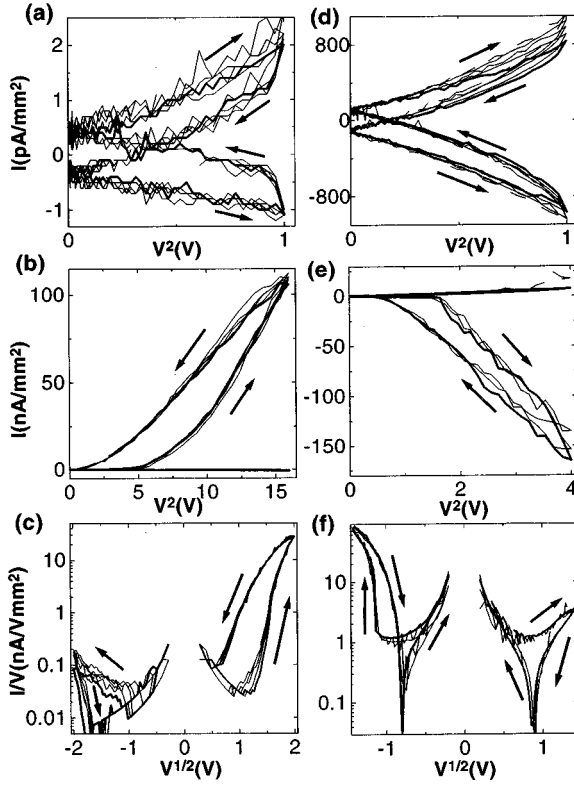 (a)
I(pA/mm²)
2
1
0
-1
0
1
V²(V)
(d)
800
0
-800
0
1
V²(V)
(b)
I(nA/mm²)
100
50
0
0
5
10
15
V²(V)
(e)
0
-50
-100
-150
0
2
4
V²(V)
(c)
I/V(nA/Vmm²)
10
1
0.1
0.01
-2
-1
0
1
2
V^1/2(V)
(f)
10
1
0.1
-1
0
1
V^1/2(V)